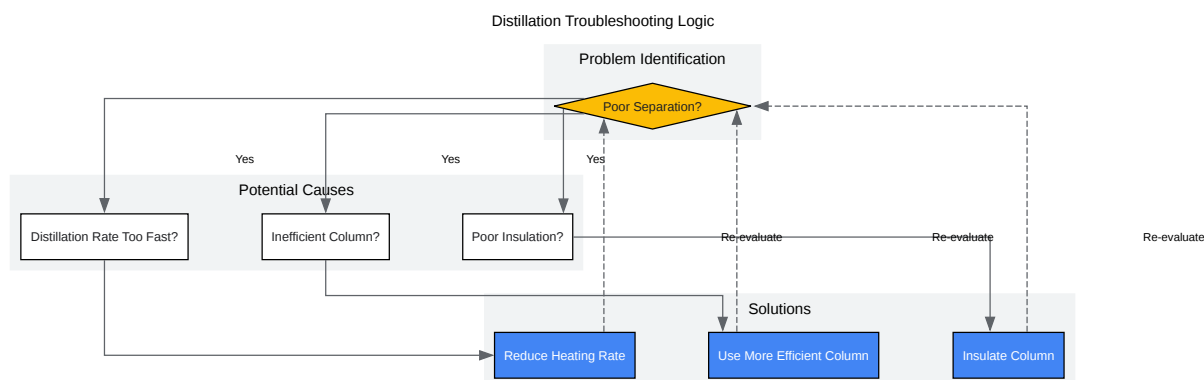 Distillation Troubleshooting Logic
Problem Identification
Poor Separation?
Yes
Yes
Yes
Potential Causes
Distillation Rate Too Fast?
Inefficient Column?
Poor Insulation?
Re-evaluate
Re-evaluate
Re-evaluate
Solutions
Reduce Heating Rate
Use More Efficient Column
Insulate Column